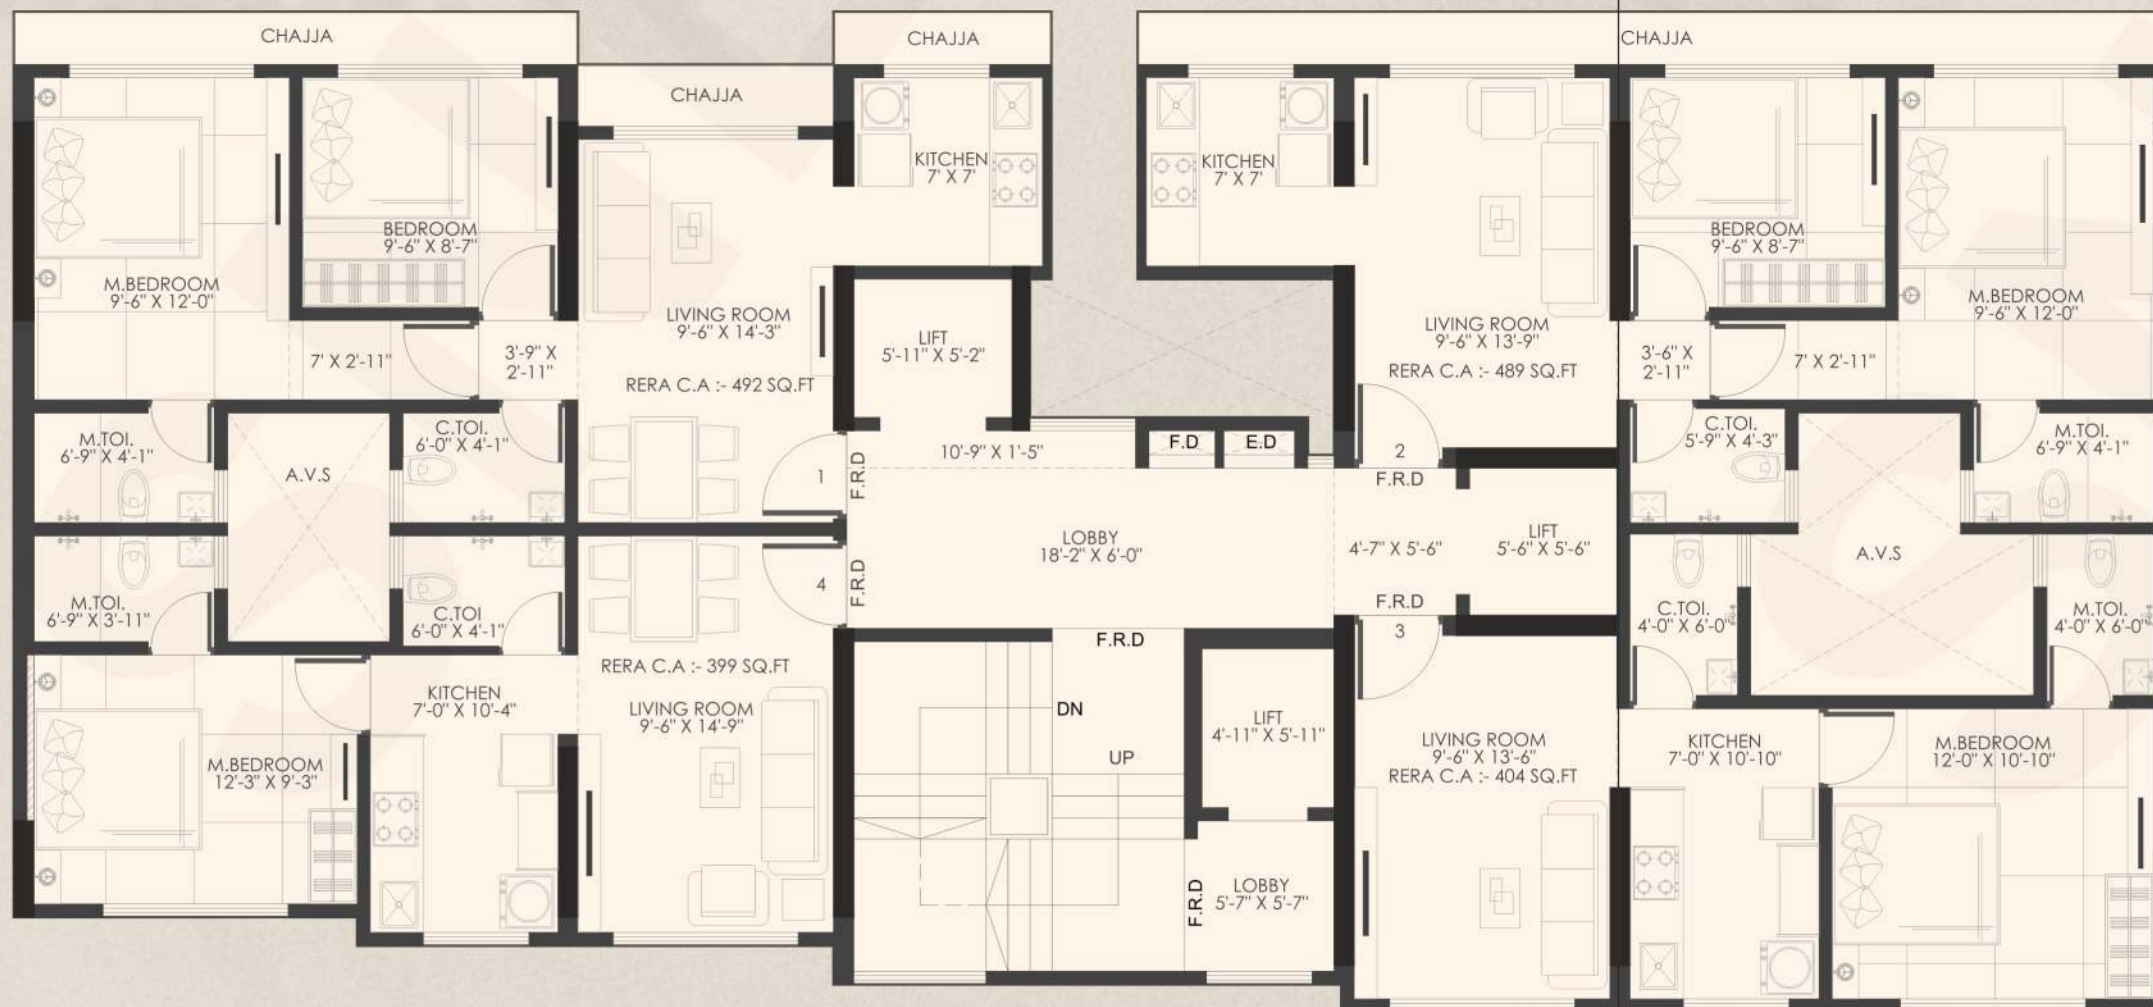 CHAJJA
CHAJJA
CHAJJA
CHAJJA
KITCHEN
7' X 7'
KITCHEN
7' X 7'
BEDROOM
9'-6" X 8'-7"
BEDROOM
9'-6" X 8'-7"
M.BEDROOM
9'-6" X 12'-0"
M.BEDROOM
9'-6" X 12'-0"
LIVING ROOM
9'-6" X 14'-3"
RERA C.A :- 492 SQ.FT
LIFT
5'-11" X 5'-2"
LIVING ROOM
9'-6" X 13'-9"
RERA C.A :- 489 SQ.FT
7' X 2'-11"
3'-9" X
2'-11"
3'-6" X
2'-11"
7' X 2'-11"
M.TOI.
6'-9" X 4'-1"
A.V.S
C.TOI.
6'-0" X 4'-1"
1
F.R.D
10'-9" X 1'-5"
F.D
E.D
2
F.R.D
C.TOI.
5'-9" X 4'-3"
M.TOI.
6'-9" X 4'-1"
LOBBY
18'-2" X 6'-0"
4'-7" X 5'-6"
LIFT
5'-6" X 5'-6"
A.V.S
M.TOI.
6'-9" X 3'-11"
C.TOI
6'-0" X 4'-1"
4
F.R.D
F.R.D
F.R.D
3
C.TOI.
4'-0" X 6'-0"
M.TOI.
4'-0" X 6'-0"
RERA C.A :- 399 SQ.FT
LIVING ROOM
9'-6" X 14'-9"
KITCHEN
7'-0" X 10'-4"
M.BEDROOM
12'-3" X 9'-3"
DN
UP
LIFT
4'-11" X 5'-11"
LIVING ROOM
9'-6" X 13'-6"
RERA C.A :- 404 SQ.FT
KITCHEN
7'-0" X 10'-10"
M.BEDROOM
12'-0" X 10'-10"
F.R.D
LOBBY
5'-7" X 5'-7"